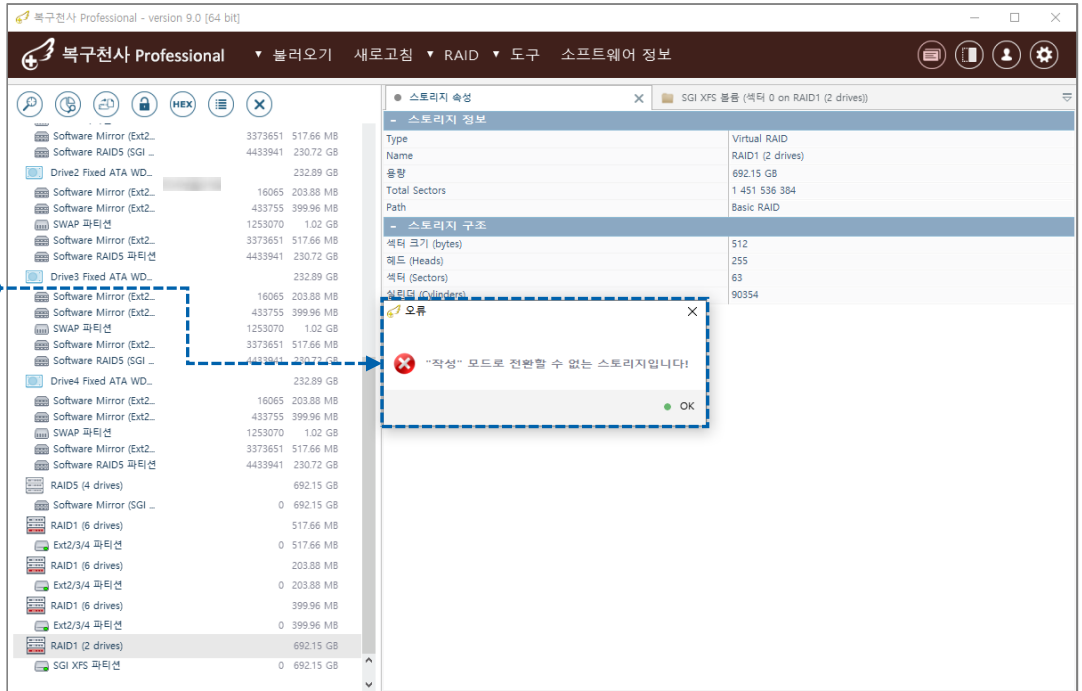 복구천사 Professional - version 9.0 [64 bit]
복구천사 Professional ▼ 불러오기 새로고침 ▼ RAID ▼ 도구 소프트웨어 정보
HEX
Software Mirror (Ext2... 3373651 517.66 MB
Software RAID5 (SGI ... 4433941 230.72 GB
Drive2 Fixed ATA WD... 232.89 GB
Software Mirror (Ext2... 16065 203.88 MB
Software Mirror (Ext2... 433755 399.96 MB
SWAP 파티션 1253070 1.02 GB
Software Mirror (Ext2... 3373651 517.66 MB
Software RAID5 파티션 4433941 230.72 GB
Drive3 Fixed ATA WD... 232.89 GB
Software Mirror (Ext2... 16065 203.88 MB
Software Mirror (Ext2... 433755 399.96 MB
SWAP 파티션 1253070 1.02 GB
Software Mirror (Ext2... 3373651 517.66 MB
Software RAID5 (SGI ... 4433941 230.72 GB
Drive4 Fixed ATA WD... 232.89 GB
Software Mirror (Ext2... 16065 203.88 MB
Software Mirror (Ext2... 433755 399.96 MB
SWAP 파티션 1253070 1.02 GB
Software Mirror (Ext2... 3373651 517.66 MB
Software RAID5 파티션 4433941 230.72 GB
RAID5 (4 drives) 692.15 GB
Software Mirror (SGI ... 0 692.15 GB
RAID1 (6 drives) 517.66 MB
Ext2/3/4 파티션 0 517.66 MB
RAID1 (6 drives) 203.88 MB
Ext2/3/4 파티션 0 203.88 MB
RAID1 (6 drives) 399.96 MB
Ext2/3/4 파티션 0 399.96 MB
RAID1 (2 drives) 692.15 GB
SGI XFS 파티션 0 692.15 GB
스토리지 속성
SGI XFS 볼륨 (섹터 0 on RAID1 (2 drives))
– 스토리지 정보
Type Virtual RAID
Name RAID1 (2 drives)
용량 692.15 GB
Total Sectors 1 451 536 384
Path Basic RAID
– 스토리지 구조
섹터 크기 (bytes) 512
헤드 (Heads) 255
섹터 (Sectors) 63
실린더 (Cylinders) 90354
오류
"작성" 모드로 전환할 수 없는 스토리지입니다!
OK